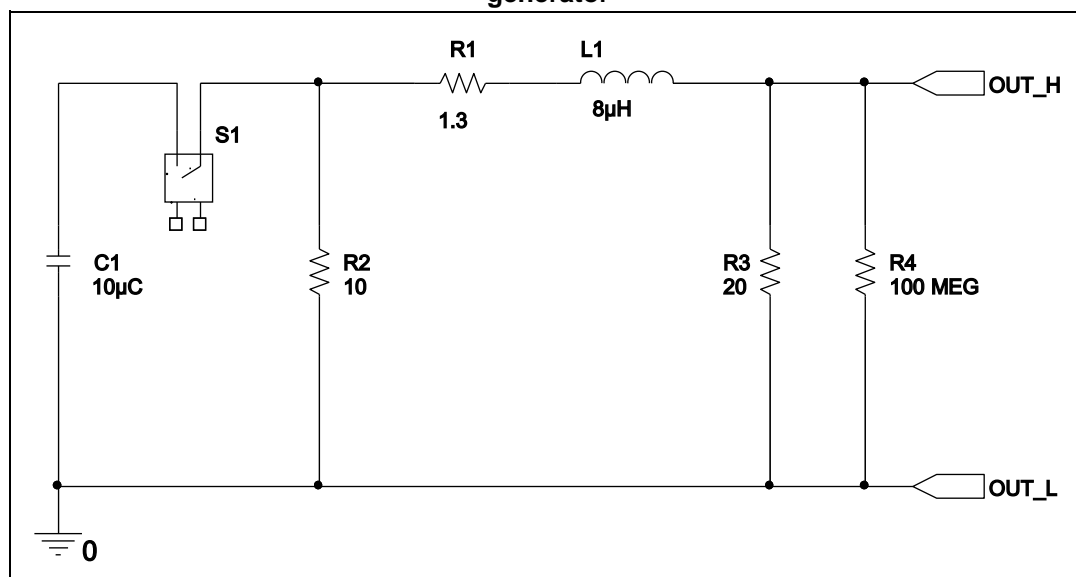 generator
R1
L1
OUT_H
1.3
8µH
S1
C1
10µC
R2
10
R3
20
R4
100 MEG
OUT_L
0